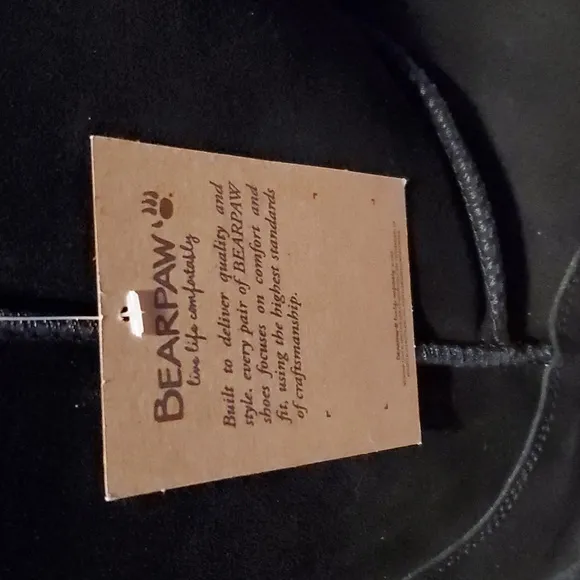 BEARPAW
live life comfortably
Built to deliver quality and
style. every pair of BEARPAW
shoes focuses on comfort and
fit, using the highest standards
of craftsmanship.